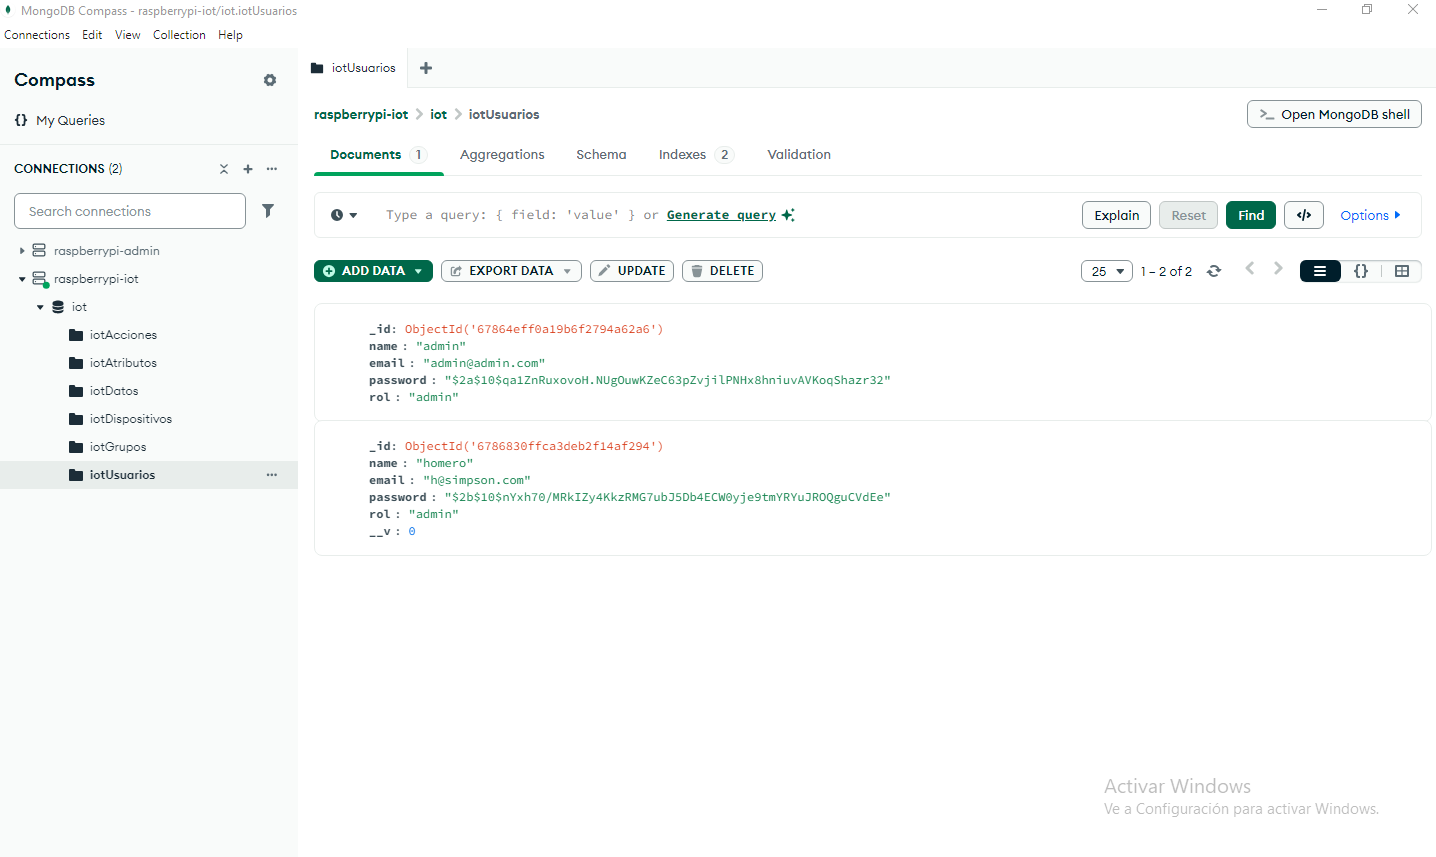 MongoDB Compass - raspberrypi-iot/iot.iotUsuarios
Connections Edit View Collection Help
Compass
{} My Queries
CONNECTIONS (2)
Search connections
raspberrypi-admin
raspberrypi-iot
iot
iotAcciones
iotAtributos
iotDatos
iotDispositivos
iotGrupos
iotUsuarios
iotUsuarios
raspberrypi-iot > iot > iotUsuarios
>_ Open MongoDB shell
Documents 1 Aggregations Schema Indexes 2 Validation
Type a query: { field: 'value' } or Generate query
Explain Reset Find </> Options
ADD DATA EXPORT DATA UPDATE DELETE
25 1 – 2 of 2 {}
_id: ObjectId('67864eff0a19b6f2794a62a6')
name : "admin"
email : "admin@admin.com"
password : "$2a$10$qa1ZnRuxovoH.NUgOuwKZeC63pZvjilPNHx8hniuvAVKoqShazr32"
rol : "admin"
_id: ObjectId('6786830ffca3deb2f14af294')
name : "homero"
email : "h@simpson.com"
password : "$2b$10$nYxh70/MRkIZy4KkzRMG7ubJ5Db4ECW0yje9tmYRYuJROQguCVdEe"
rol : "admin"
__v : 0
Activar Windows
Ve a Configuración para activar Windows.